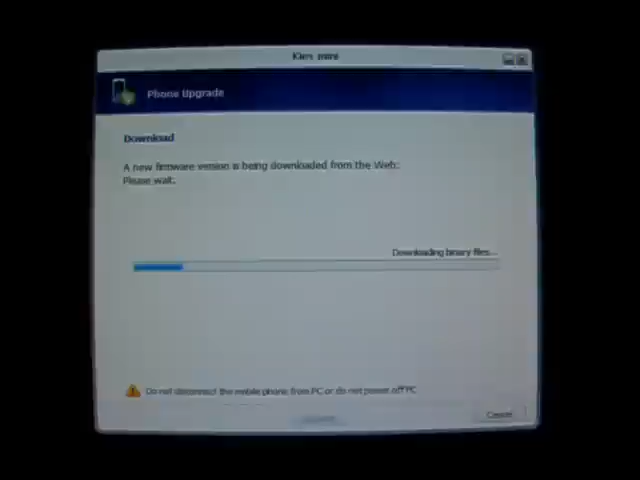 Kies mini
Phone Upgrade
Download
A new firmware version is being downloaded from the Web.
Please wait.
Downloading binary files...
Do not disconnect the mobile phone from PC or do not power off PC
Cancel